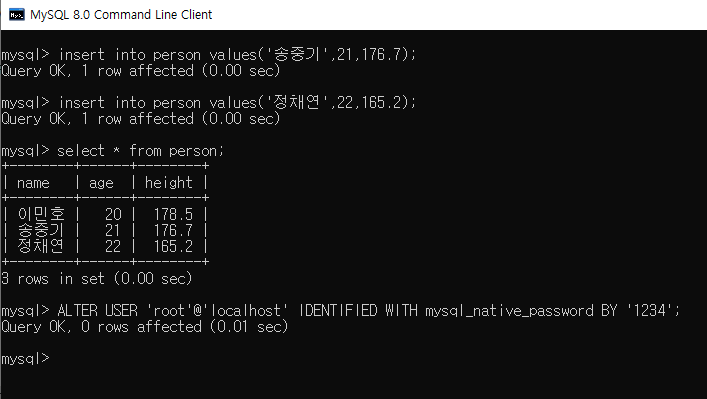 MySQL 8.0 Command Line Client
mysql> insert into person values('송중기',21,176.7);
Query OK, 1 row affected (0.00 sec)
mysql> insert into person values('정채연',22,165.2);
Query OK, 1 row affected (0.00 sec)
mysql> select * from person;
+--------+------+--------+
| name   | age  | height |
+--------+------+--------+
| 이민호 |   20 |  178.5 |
| 송중기 |   21 |  176.7 |
| 정채연 |   22 |  165.2 |
+--------+------+--------+
3 rows in set (0.00 sec)
mysql> ALTER USER 'root'@'localhost' IDENTIFIED WITH mysql_native_password BY '1234';
Query OK, 0 rows affected (0.01 sec)
mysql>